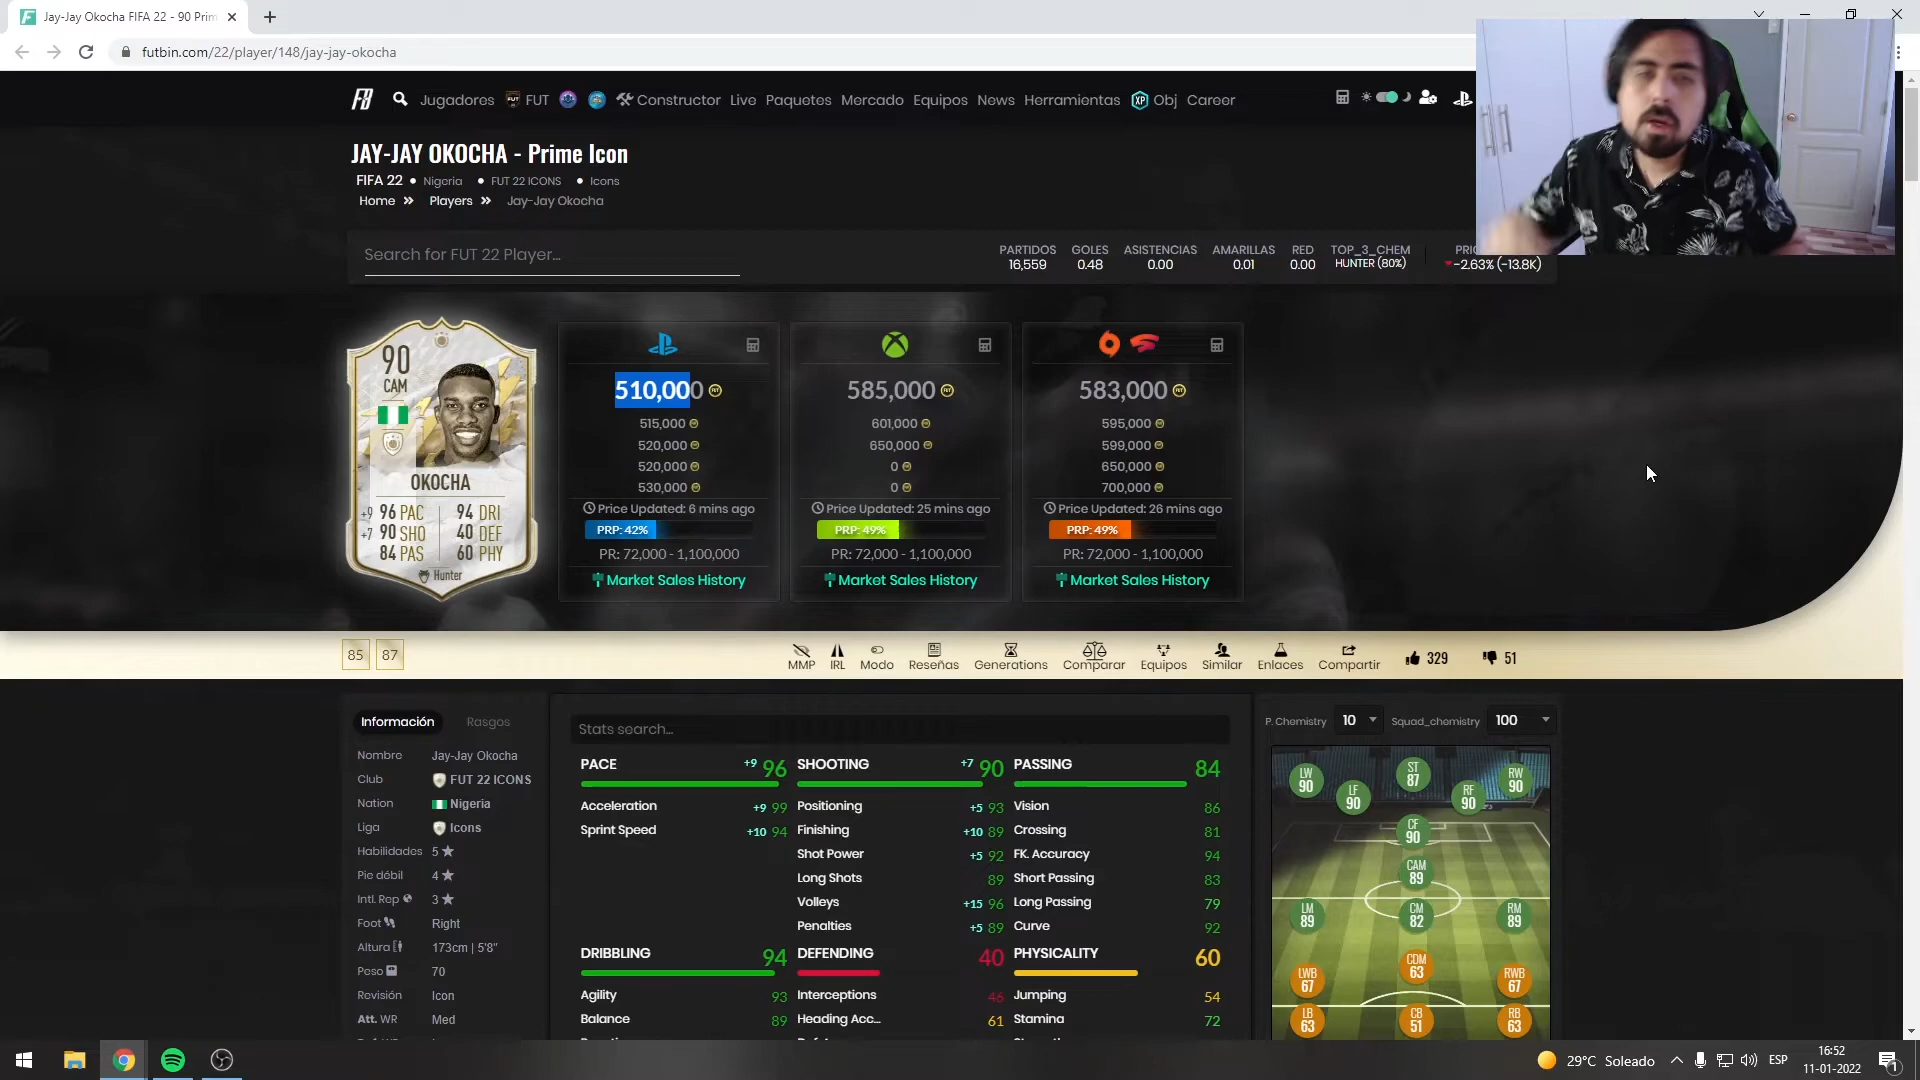 Jay-Jay Okocha FIFA 22 - 90 Prim
futbin.com/22/player/148/jay-jay-okocha
Jugadores FUT Constructor Live Paquetes Mercado Equipos News Herramientas XP Obj Career
JAY-JAY OKOCHA - Prime Icon
FIFA 22 • Nigeria • FUT 22 ICONS • Icons
Home » Players » Jay-Jay Okocha
Search for FUT 22 Player...
PARTIDOS GOLES ASISTENCIAS AMARILLAS RED TOP_3_CHEM
16,559 0.48 0.00 0.01 0.00 HUNTER (80%) -2.63% (-13.8K)
90
CAM
OKOCHA
+9 96 PAC 94 DRI
+7 90 SHO 40 DEF
84 PAS 60 PHY
Hunter
510,000
515,000
520,000
520,000
530,000
Price Updated: 6 mins ago
PRP: 42%
PR: 72,000 - 1,100,000
Market Sales History
585,000
601,000
650,000
0
0
Price Updated: 25 mins ago
PRP: 49%
PR: 72,000 - 1,100,000
Market Sales History
583,000
595,000
599,000
650,000
700,000
Price Updated: 26 mins ago
PRP: 49%
PR: 72,000 - 1,100,000
Market Sales History
85 87
MMP IRL Modo Reseñas Generations Comparar Equipos Similar Enlaces Compartir 329 51
Información Rasgos
Nombre Jay-Jay Okocha
Club FUT 22 ICONS
Nation Nigeria
Liga Icons
Habilidades 5
Pie débil 4
Intl. Rep 3
Foot Right
Altura 173cm | 5'8"
Peso 70
Revisión Icon
Att. WR Med
Stats search...
PACE +9 96
Acceleration +9 99
Sprint Speed +10 94
SHOOTING +7 90
Positioning +5 93
Finishing +10 89
Shot Power +5 92
Long Shots 89
Volleys +15 96
Penalties +5 89
PASSING 84
Vision 86
Crossing 81
FK. Accuracy 94
Short Passing 83
Long Passing 79
Curve 92
DRIBBLING 94
Agility 93
Balance 89
DEFENDING 40
Interceptions 46
Heading Acc... 61
PHYSICALITY 60
Jumping 54
Stamina 72
P. Chemistry 10 Squad_chemistry 100
LW 90
LF 90
ST 87
RF 90
RW 90
CF 90
CAM 89
LM 89
CM 82
RM 89
LWB 67
CDM 63
RWB 67
LB 63
CB 51
RB 63
29°C Soleado ESP 16:52
11-01-2022
1